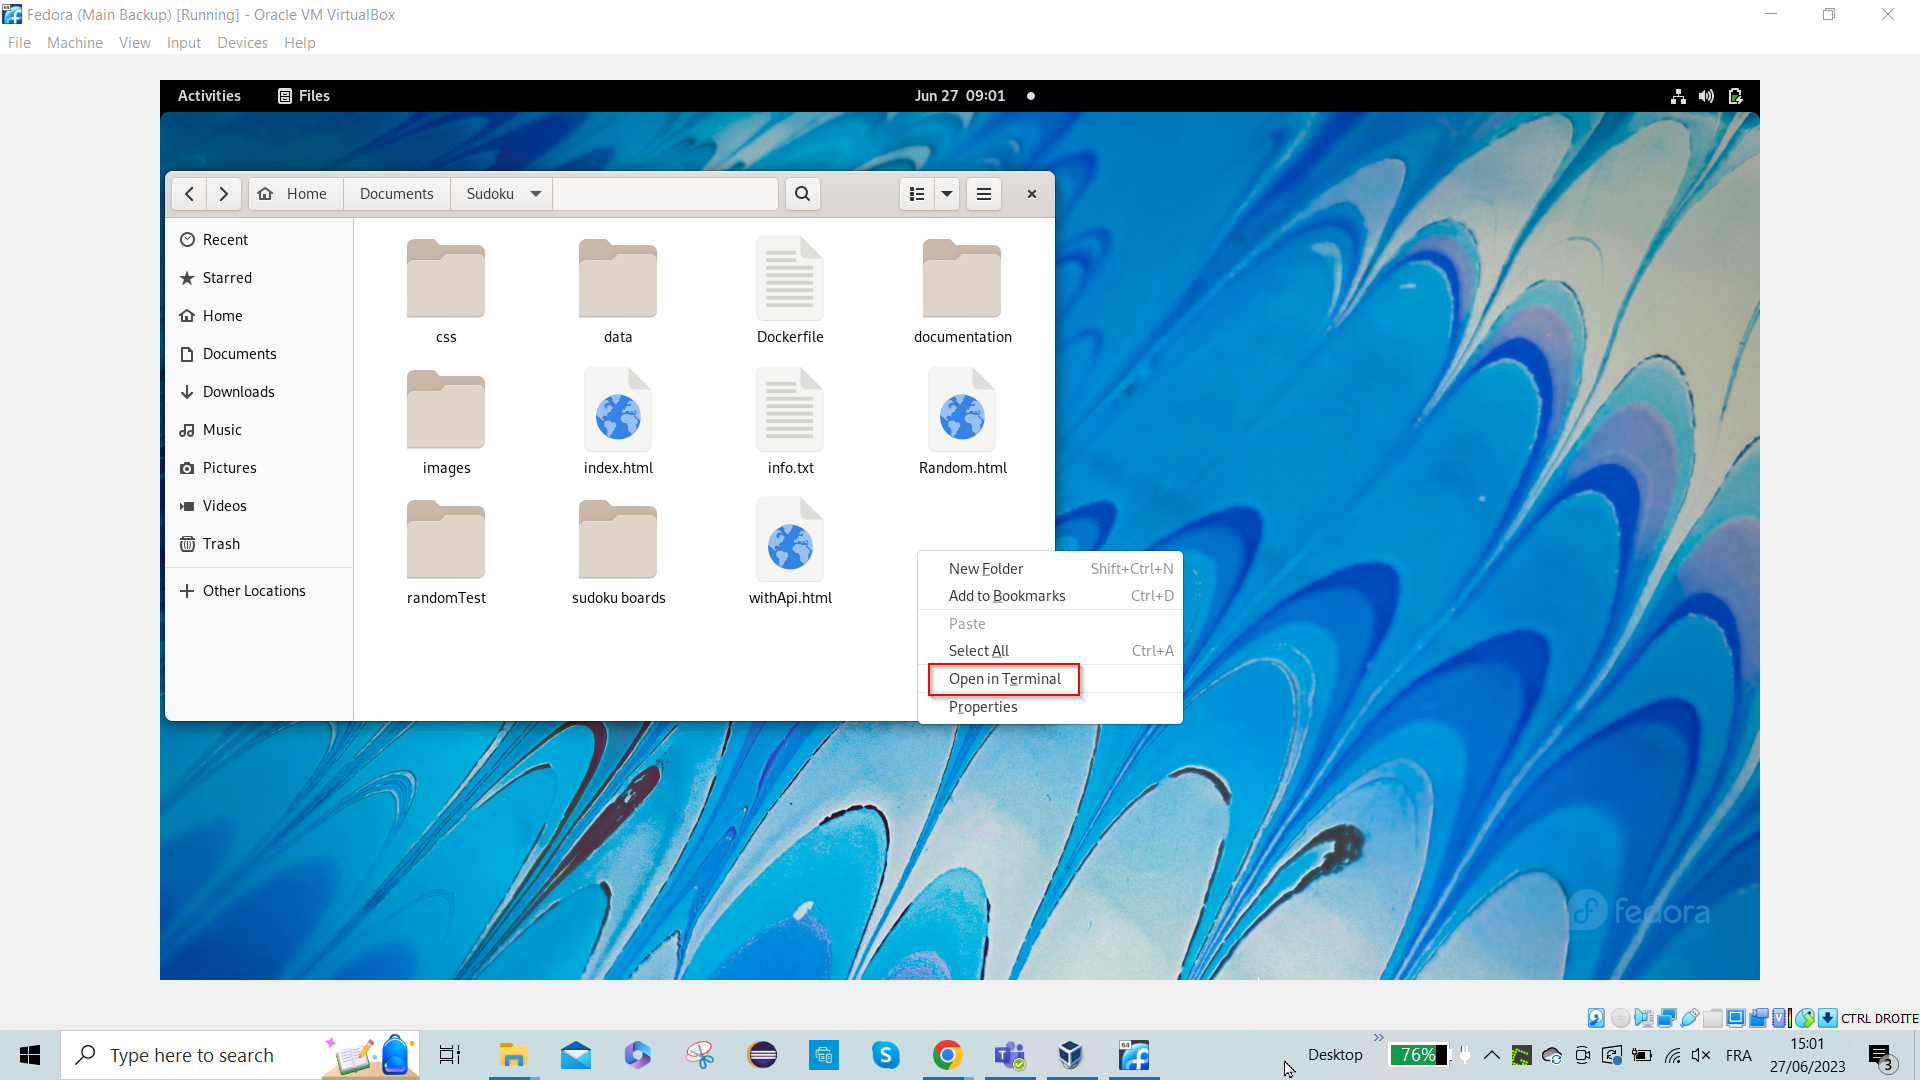 Fedora (Main Backup) [Running] - Oracle VM VirtualBox
File Machine View Input Devices Help
Activities Files Jun 27 09:01
Home Documents Sudoku
Recent
Starred
Home
Documents
Downloads
Music
Pictures
Videos
Trash
Other Locations
css data Dockerfile documentation
images index.html info.txt Random.html
randomTest sudoku boards withApi.html
New Folder Shift+Ctrl+N
Add to Bookmarks Ctrl+D
Paste
Select All Ctrl+A
Open in Terminal
Properties
fedora
CTRL DROITE
Type here to search
64
Desktop
76%
FRA
15:01
27/06/2023
3